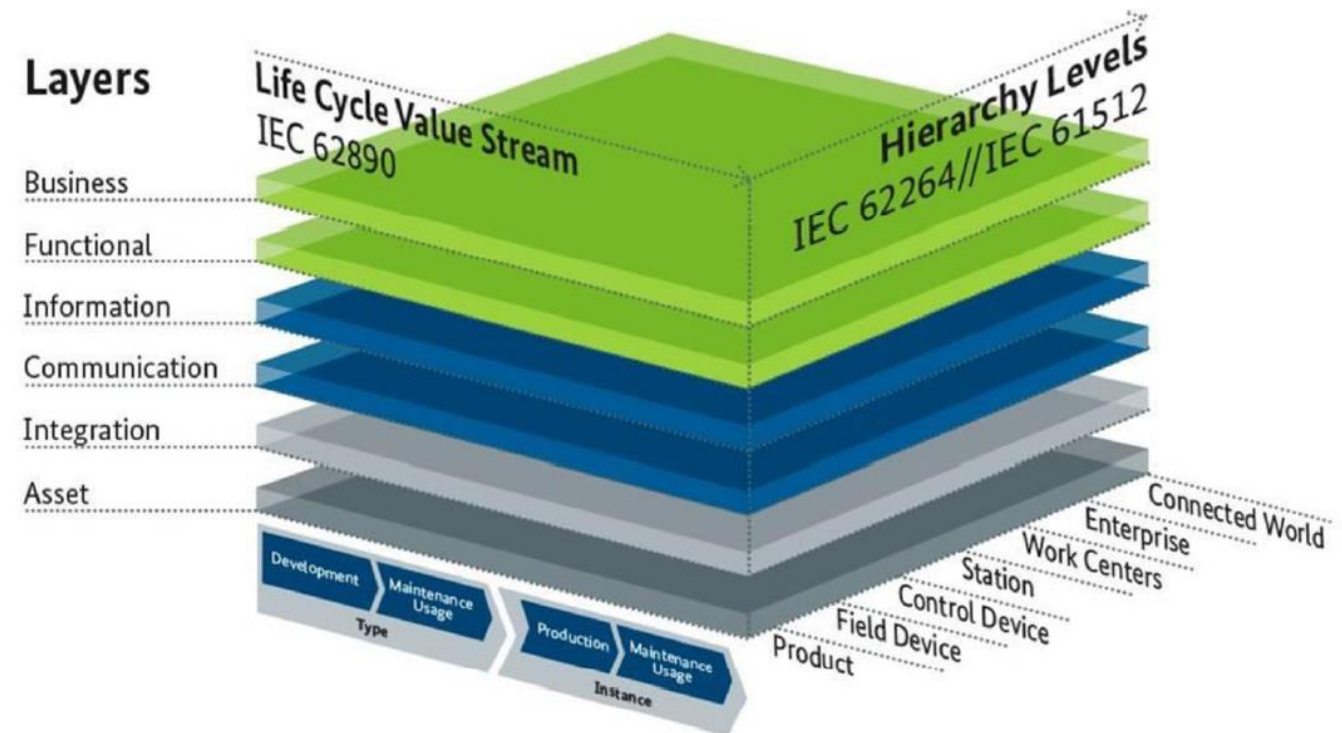 Layers
Life Cycle Value Stream
IEC 62890
Hierarchy Levels
IEC 62264//IEC 61512
Business
Functional
Information
Communication
Integration
Asset
Development
Maintenance
Usage
Type
Production
Maintenance
Usage
Instance
Product
Field Device
Control Device
Station
Work Centers
Enterprise
Connected World